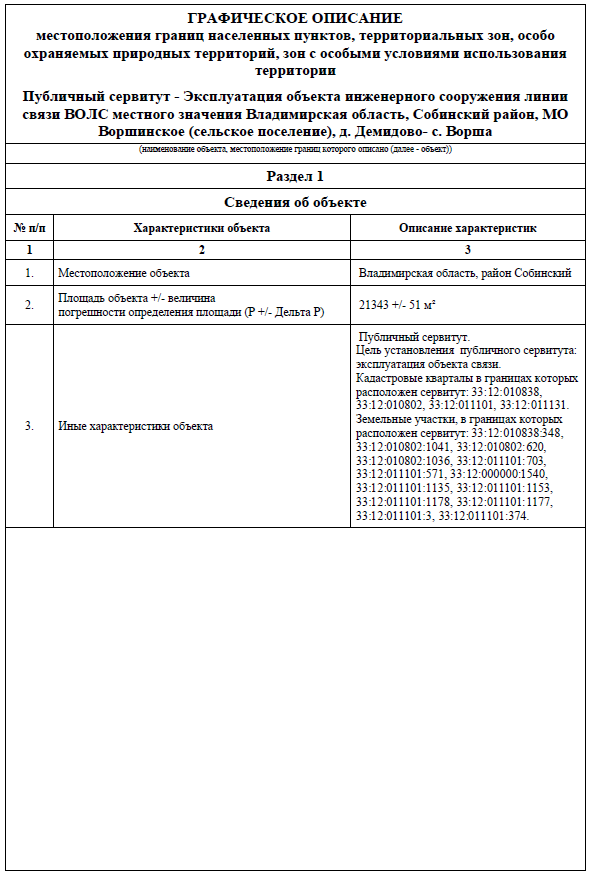 ГРАФИЧЕСКОЕ ОПИСАНИЕ
местоположения границ населенных пунктов, территориальных зон, особо
охраняемых природных территорий, зон с особыми условиями использования
территории
Публичный сервитут - Эксплуатация объекта инженерного сооружения линии
связи ВОЛС местного значения Владимирская область, Собинский район, МО
Воршинское (сельское поселение), д. Демидово- с. Ворша
(наименование объекта, местоположение границ которого описано (далее - объект))
Раздел 1
Сведения об объекте
№ п/п Характеристики объекта Описание характеристик
1 2 3
1. Местоположение объекта Владимирская область, район Собинский
2. Площадь объекта +/- величина
погрешности определения площади (Р +/- Дельта Р) 21343 +/- 51 м²
3. Иные характеристики объекта
Публичный сервитут.
Цель установления публичного сервитута:
эксплуатация объекта связи.
Кадастровые кварталы в границах которых
расположен сервитут: 33:12:010838,
33:12:010802, 33:12:011101, 33:12:011131.
Земельные участки, в границах которых
расположен сервитут: 33:12:010838:348,
33:12:010802:1041, 33:12:010802:620,
33:12:010802:1036, 33:12:011101:703,
33:12:011101:571, 33:12:000000:1540,
33:12:011101:1135, 33:12:011101:1153,
33:12:011101:1178, 33:12:011101:1177,
33:12:011101:3, 33:12:011101:374.